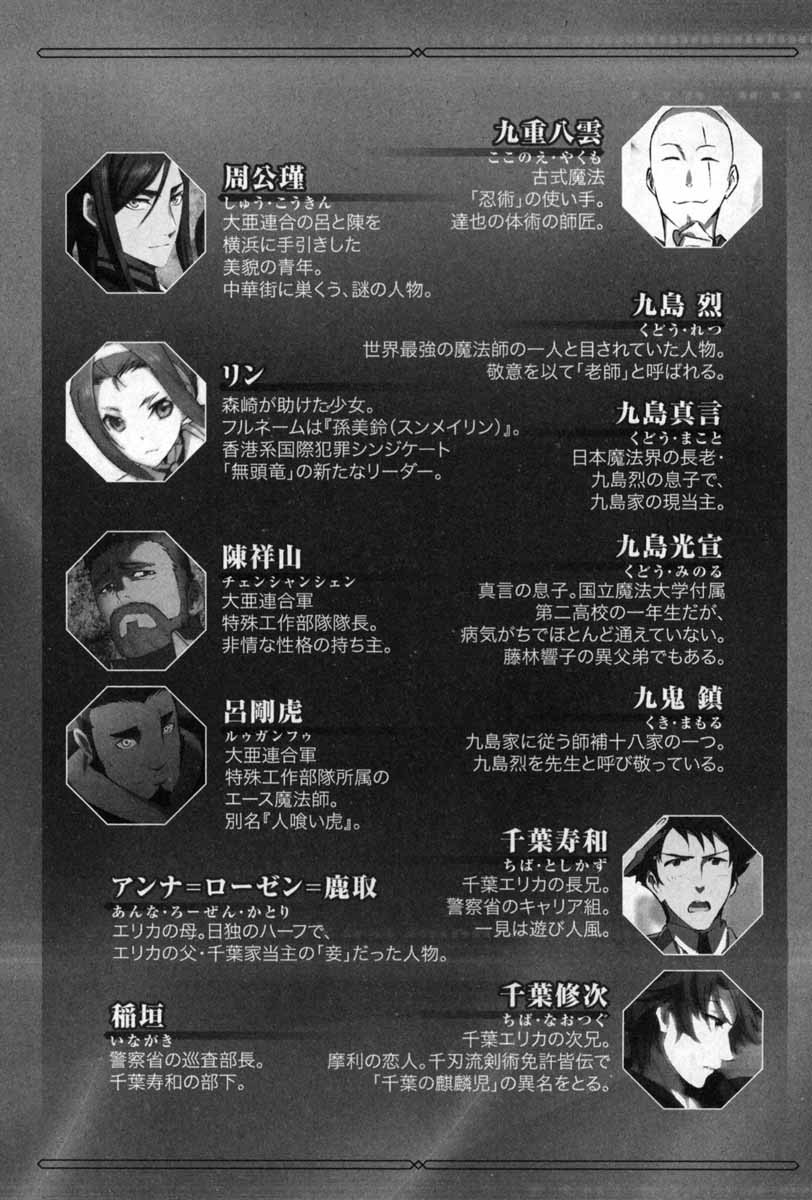 九重八雲
ここのえ・やくも
古式魔法
「忍術」の使い手。
達也の体術の師匠。
九島 烈
くどう・れつ
世界最強の魔法師の一人と目されていた人物。
敬意を以て「老師」と呼ばれる。
九島真言
くどう・まこと
日本魔法界の長老・
九島烈の息子で、
九島家の現当主。
九島光宣
くどう・みのる
真言の息子。国立魔法大学付属
第二高校の一年生だが、
病気がちでほとんど通えていない。
藤林響子の異父弟でもある。
九鬼 鎮
くき・まもる
九島家に従う師補十八家の一つ。
九島烈を先生と呼び敬っている。
千葉寿和
ちば・としかず
千葉エリカの長兄。
警察省のキャリア組。
一見は遊び人風。
千葉修次
ちば・なおつぐ
千葉エリカの次兄。
摩利の恋人。千刃流剣術免許皆伝で
「千葉の麒麟児」の異名をとる。
周公瑾
しゅう・こうきん
大亜連合の呂と陳を
横浜に手引きした
美貌の青年。
中華街に巣くう、謎の人物。
リン
森崎が助けた少女。
フルネームは『孫美鈴(スンメイリン)』。
香港系国際犯罪シンジケート
「無頭竜」の新たなリーダー。
陳祥山
チェンシャンシェン
大亜連合軍
特殊工作部隊隊長。
非情な性格の持ち主。
呂剛虎
ルゥガンフゥ
大亜連合軍
特殊工作部隊所属の
エース魔法師。
別名『人喰い虎』。
アンナ=ローゼン=鹿取
あんな・ろーぜん・かとり
エリカの母。日独のハーフで、
エリカの父・千葉家当主の「妾」だった人物。
稲垣
いながき
警察省の巡査部長。
千葉寿和の部下。